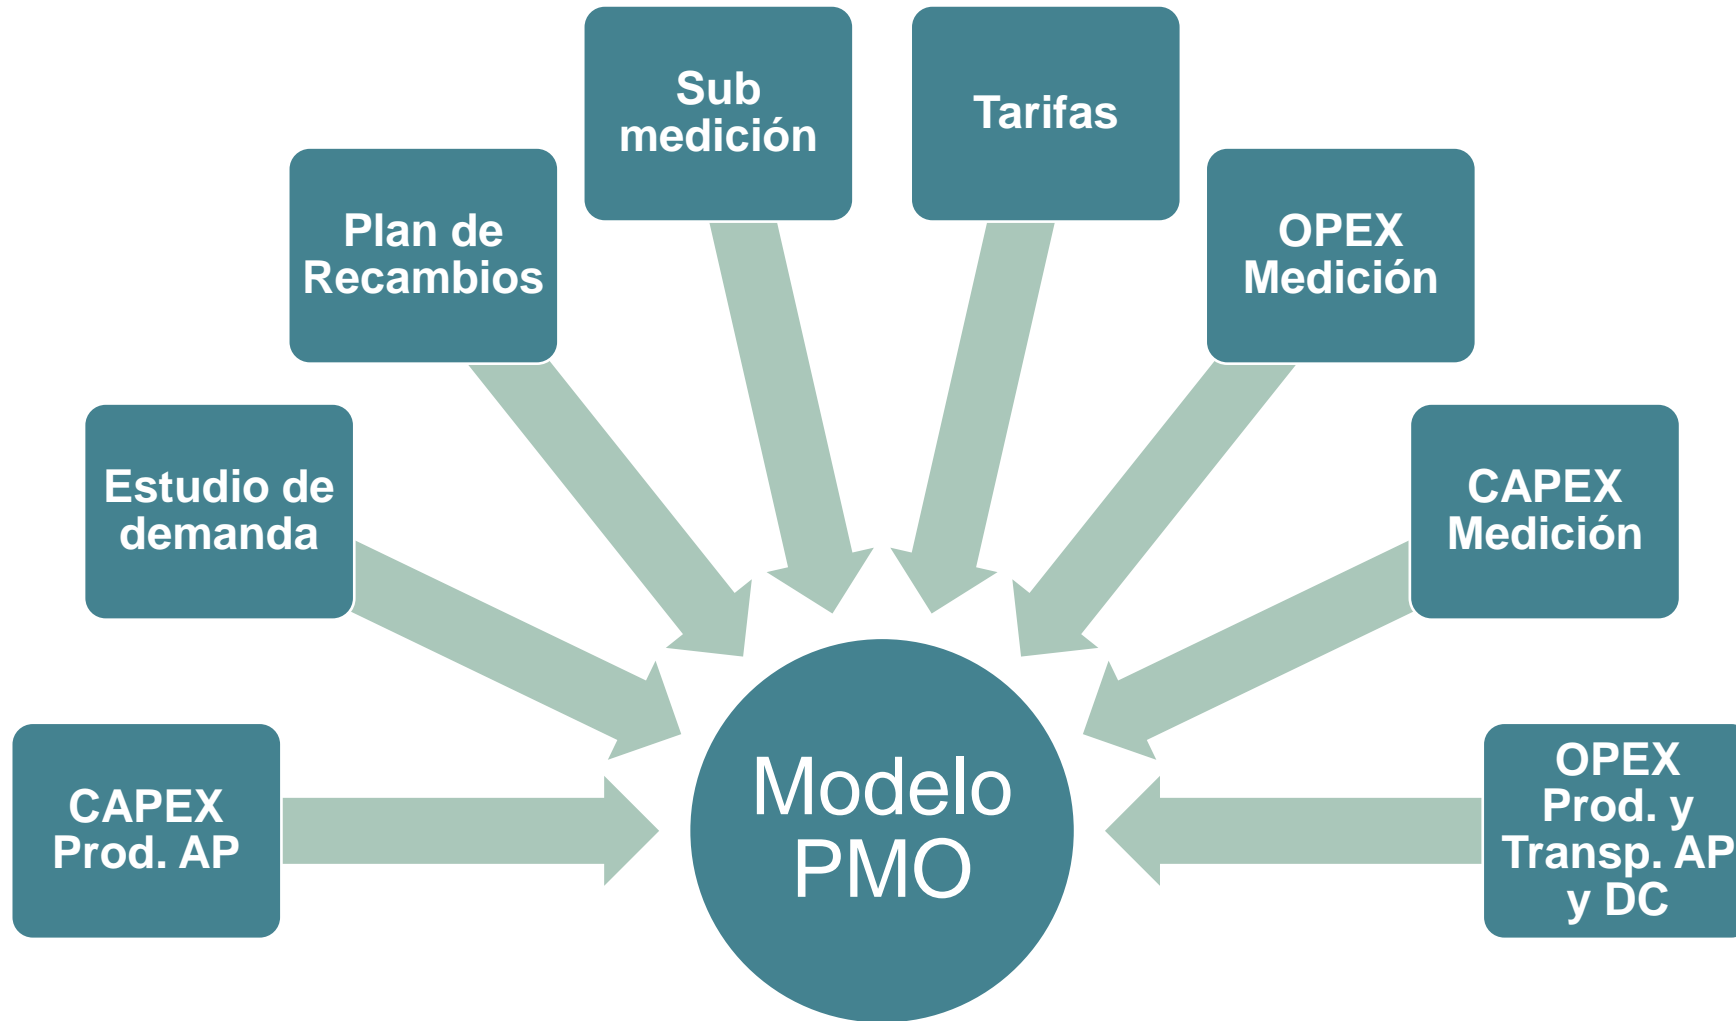 Sub
medición
Tarifas
Plan de
Recambios
OPEX
Medición
Estudio de
demanda
CAPEX
Medición
CAPEX
Prod. AP
Modelo
PMO
OPEX
Prod. y
Transp. AP
y DC